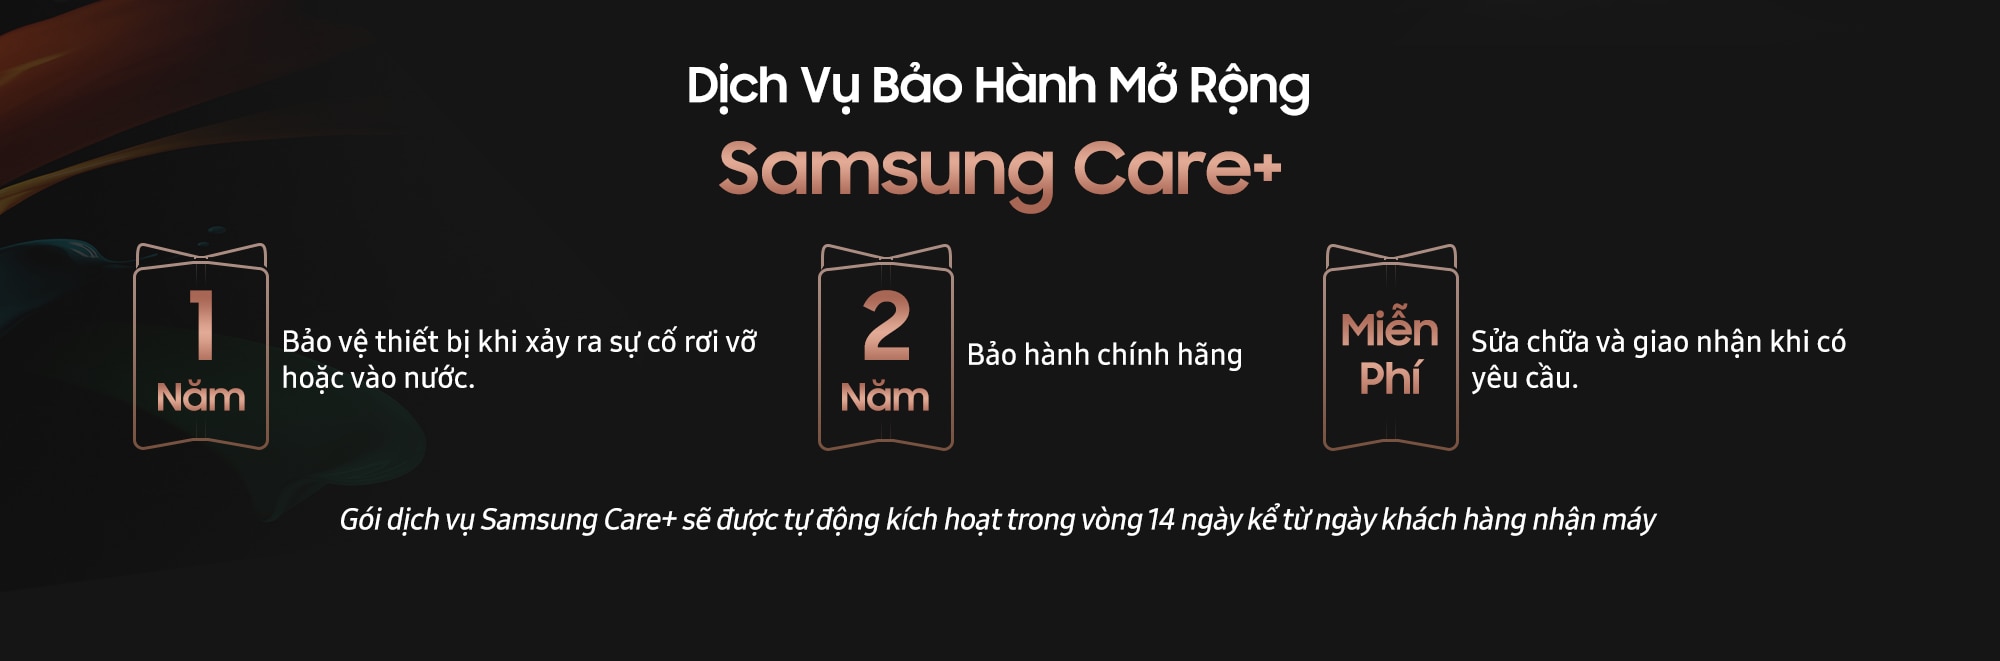 Dịch Vụ Bảo Hành Mở Rộng
Samsung Care+
1
Năm
Bảo vệ thiết bị khi xảy ra sự cố rơi vỡ
hoặc vào nước.
2
Năm
Bảo hành chính hãng
Miễn
Phí
Sửa chữa và giao nhận khi có
yêu cầu.
Gói dịch vụ Samsung Care+ sẽ được tự động kích hoạt trong vòng 14 ngày kể từ ngày khách hàng nhận máy